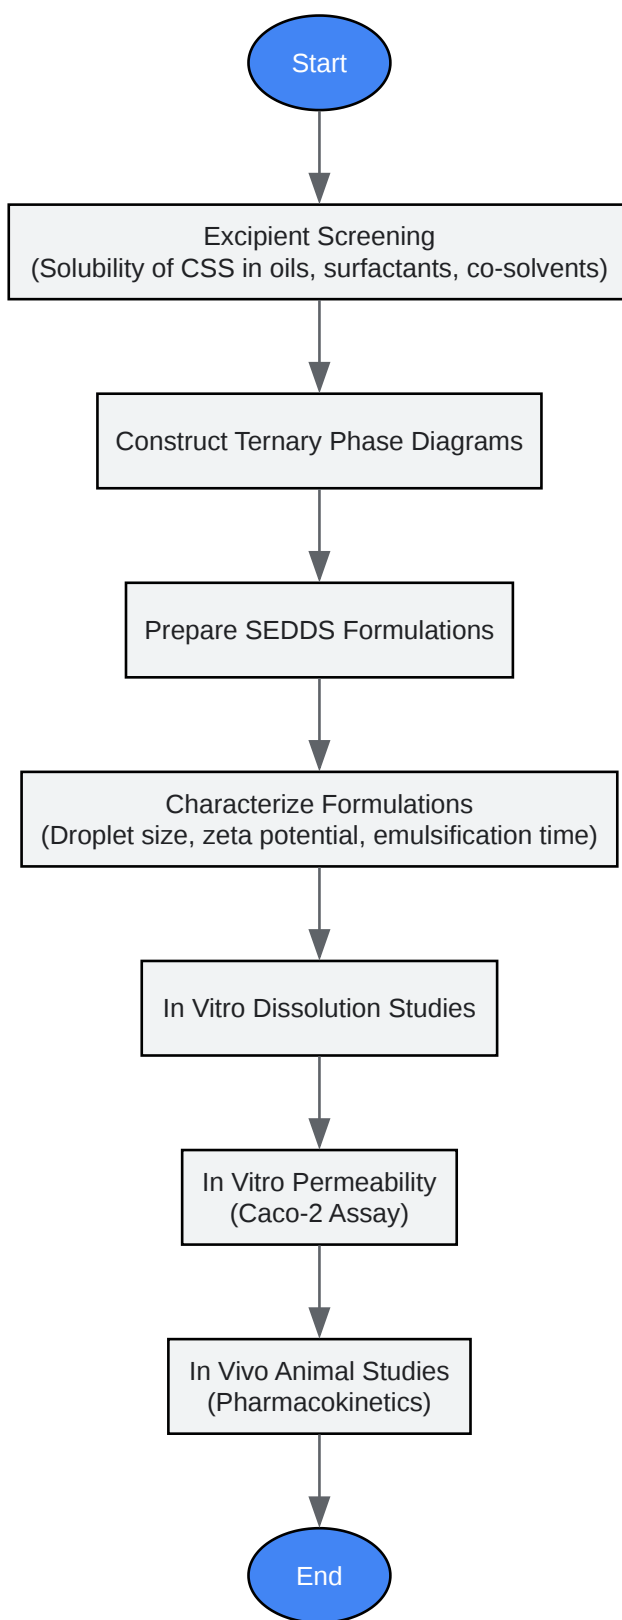 Start
Excipient Screening
(Solubility of CSS in oils, surfactants, co-solvents)
Construct Ternary Phase Diagrams
Prepare SEDDS Formulations
Characterize Formulations
(Droplet size, zeta potential, emulsification time)
In Vitro Dissolution Studies
In Vitro Permeability
(Caco-2 Assay)
In Vivo Animal Studies
(Pharmacokinetics)
End